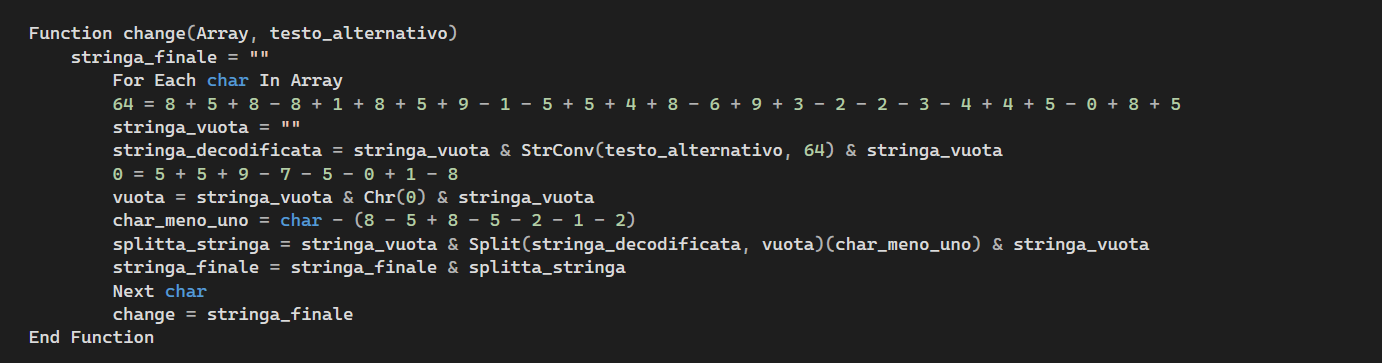 Function change(Array, testo_alternativo)
    stringa_finale = ""
        For Each char In Array
        64 = 8 + 5 + 8 - 8 + 1 + 8 + 5 + 9 - 1 - 5 + 5 + 4 + 8 - 6 + 9 + 3 - 2 - 2 - 3 - 4 + 4 + 5 - 0 + 8 + 5
        stringa_vuota = ""
        stringa_decodificata = stringa_vuota & StrConv(testo_alternativo, 64) & stringa_vuota
        0 = 5 + 5 + 9 - 7 - 5 - 0 + 1 - 8
        vuota = stringa_vuota & Chr(0) & stringa_vuota
        char_meno_uno = char - (8 - 5 + 8 - 5 - 2 - 1 - 2)
        splitta_stringa = stringa_vuota & Split(stringa_decodificata, vuota)(char_meno_uno) & stringa_vuota
        stringa_finale = stringa_finale & splitta_stringa
        Next char
        change = stringa_finale
End Function